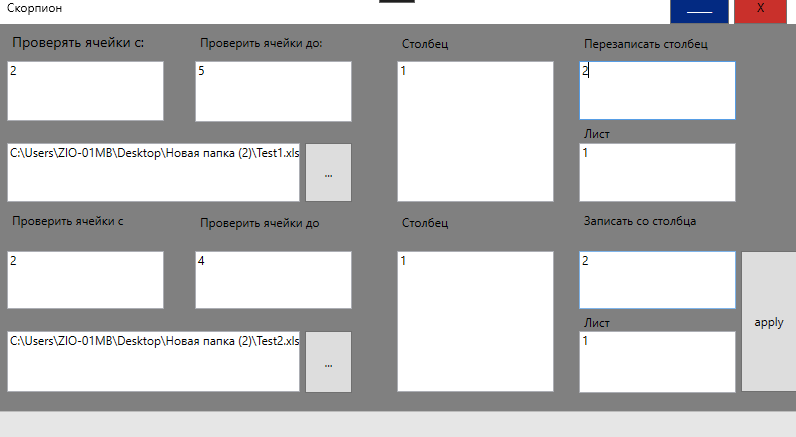 Скорпион
X
Проверять ячейки с:
Проверить ячейки до:
Столбец
Перезаписать столбец
2
5
1
2
Лист
C:\Users\ZIO-01MB\Desktop\Новая папка (2)\Test1.xls
...
1
Проверить ячейки с
Проверить ячейки до
Столбец
Записать со столбца
2
4
1
2
apply
Лист
C:\Users\ZIO-01MB\Desktop\Новая папка (2)\Test2.xls
...
1